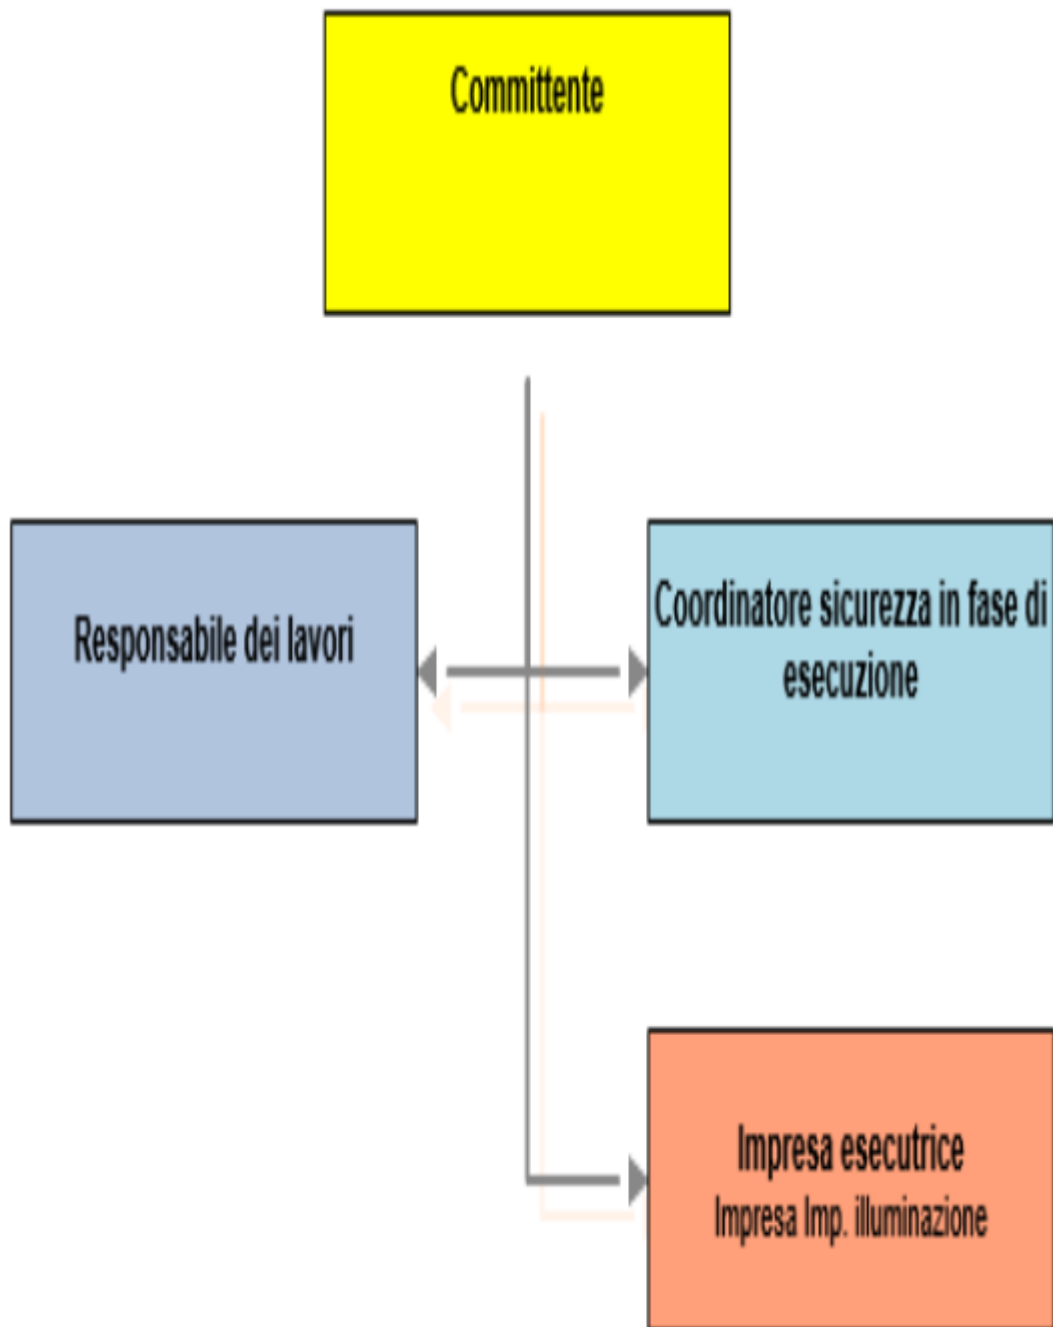 Committente
Responsabile dei lavori
Coordinatore sicurezza in fase di
esecuzione
Impresa esecutrice
Impresa Imp. illuminazione